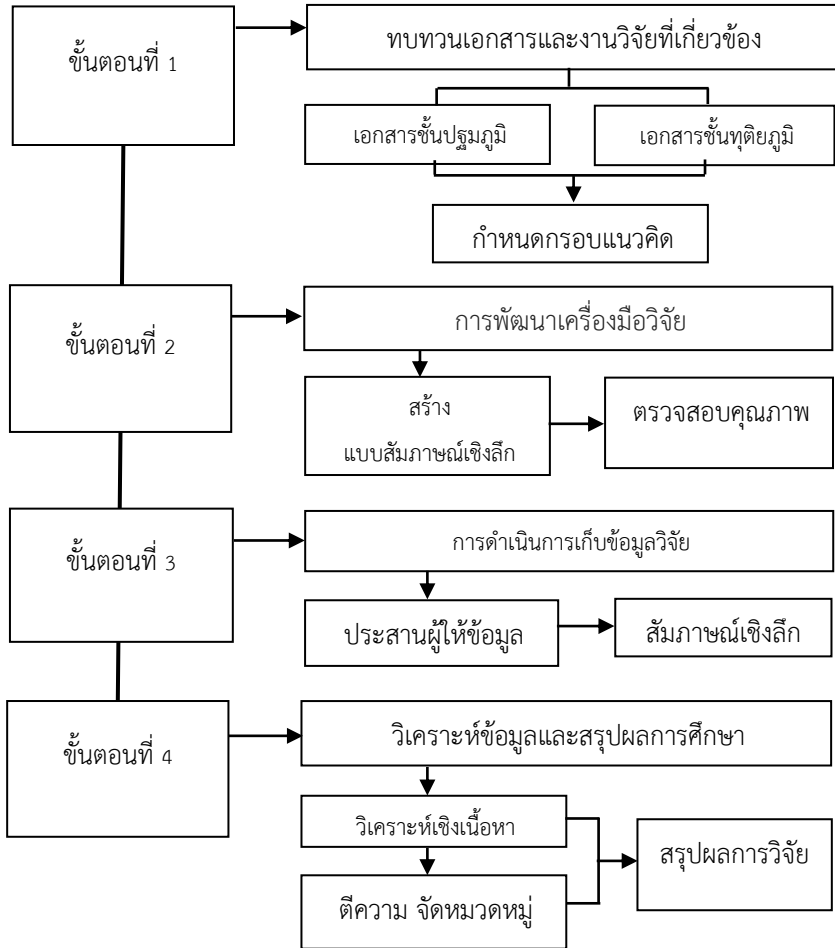 ขั้นตอนที่ 1
ทบทวนเอกสารและงานวิจัยที่เกี่ยวข้อง
เอกสารชั้นปฐมภูมิ
เอกสารชั้นทุติยภูมิ
กำหนดกรอบแนวคิด
ขั้นตอนที่ 2
การพัฒนาเครื่องมือวิจัย
สร้าง
แบบสัมภาษณ์เชิงลึก
ตรวจสอบคุณภาพ
ขั้นตอนที่ 3
การดำเนินการเก็บข้อมูลวิจัย
ประสานผู้ให้ข้อมูล
สัมภาษณ์เชิงลึก
ขั้นตอนที่ 4
วิเคราะห์ข้อมูลและสรุปผลการศึกษา
วิเคราะห์เชิงเนื้อหา
ตีความ จัดหมวดหมู่
สรุปผลการวิจัย